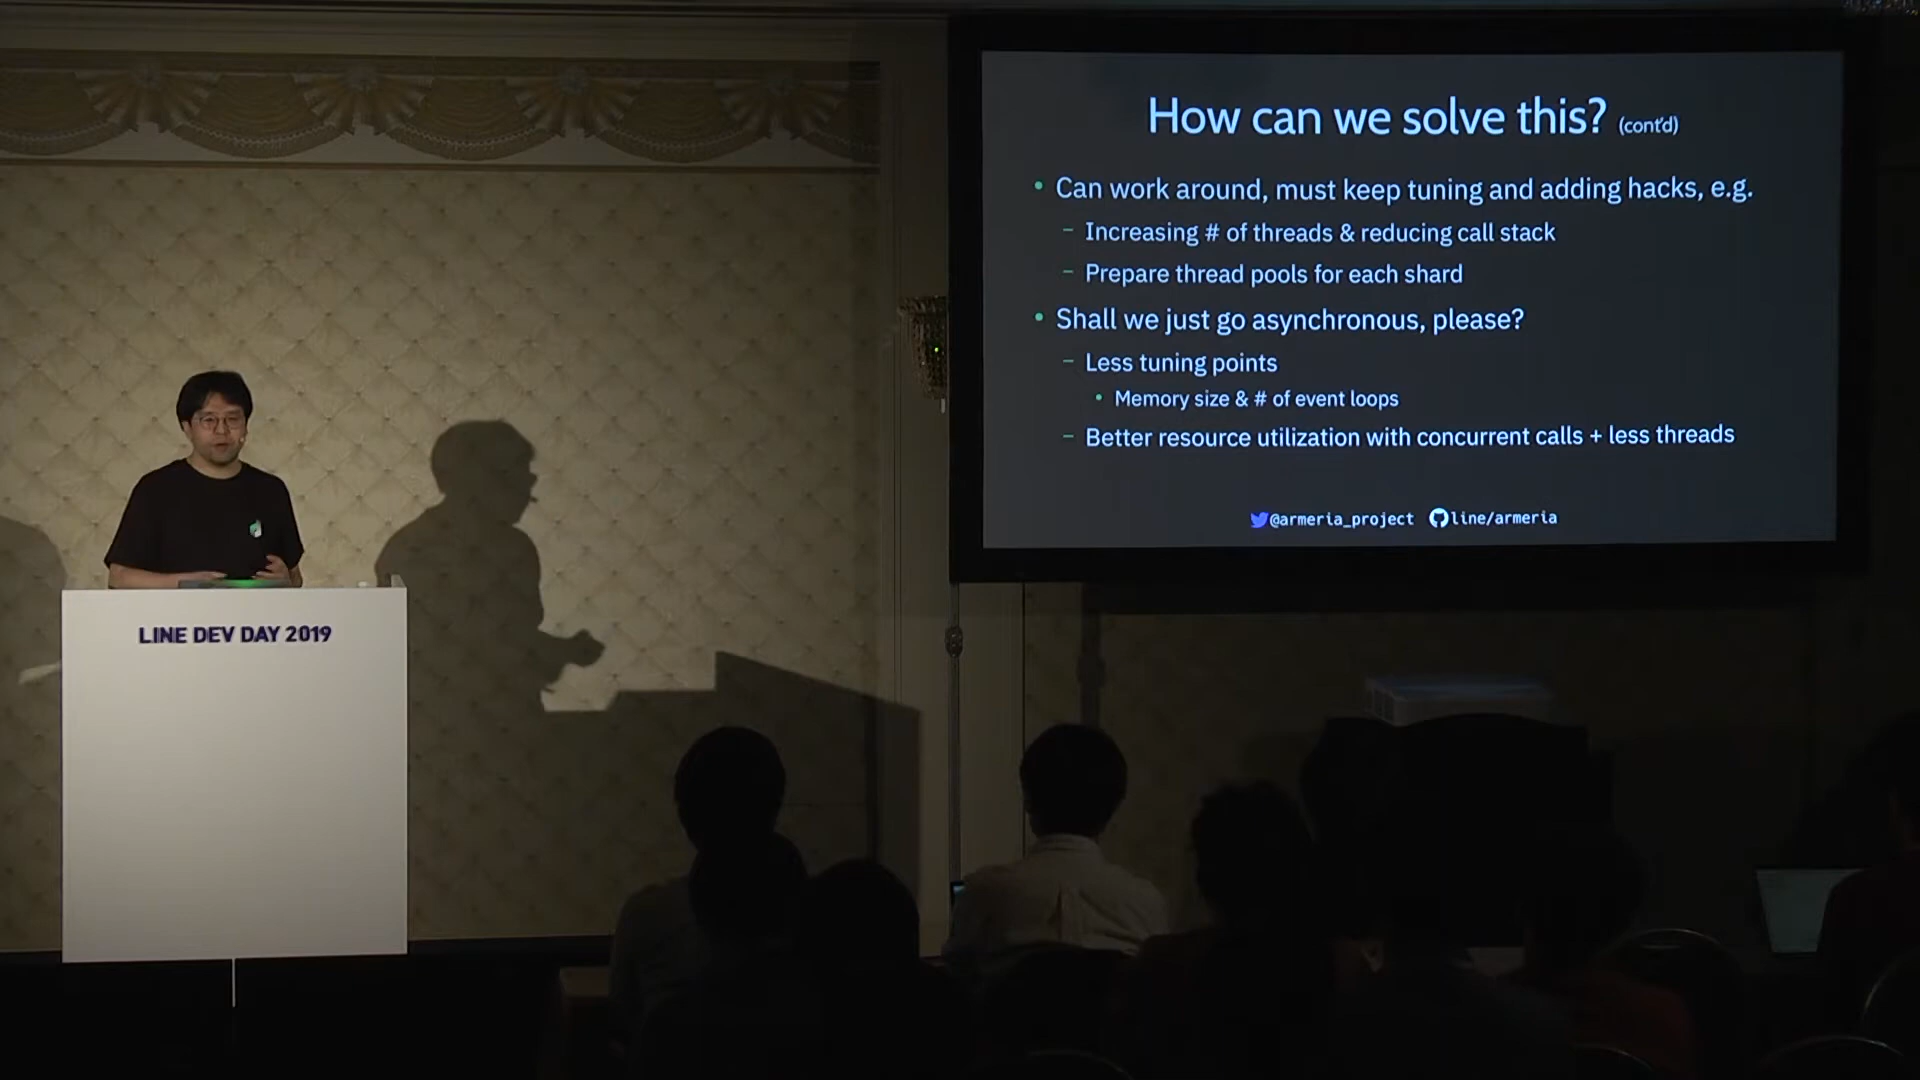 How can we solve this? (cont'd)
• Can work around, must keep tuning and adding hacks, e.g.
– Increasing # of threads & reducing call stack
– Prepare thread pools for each shard
• Shall we just go asynchronous, please?
– Less tuning points
• Memory size & # of event loops
– Better resource utilization with concurrent calls + less threads
@armeria_project line/armeria
LINE DEV DAY 2019